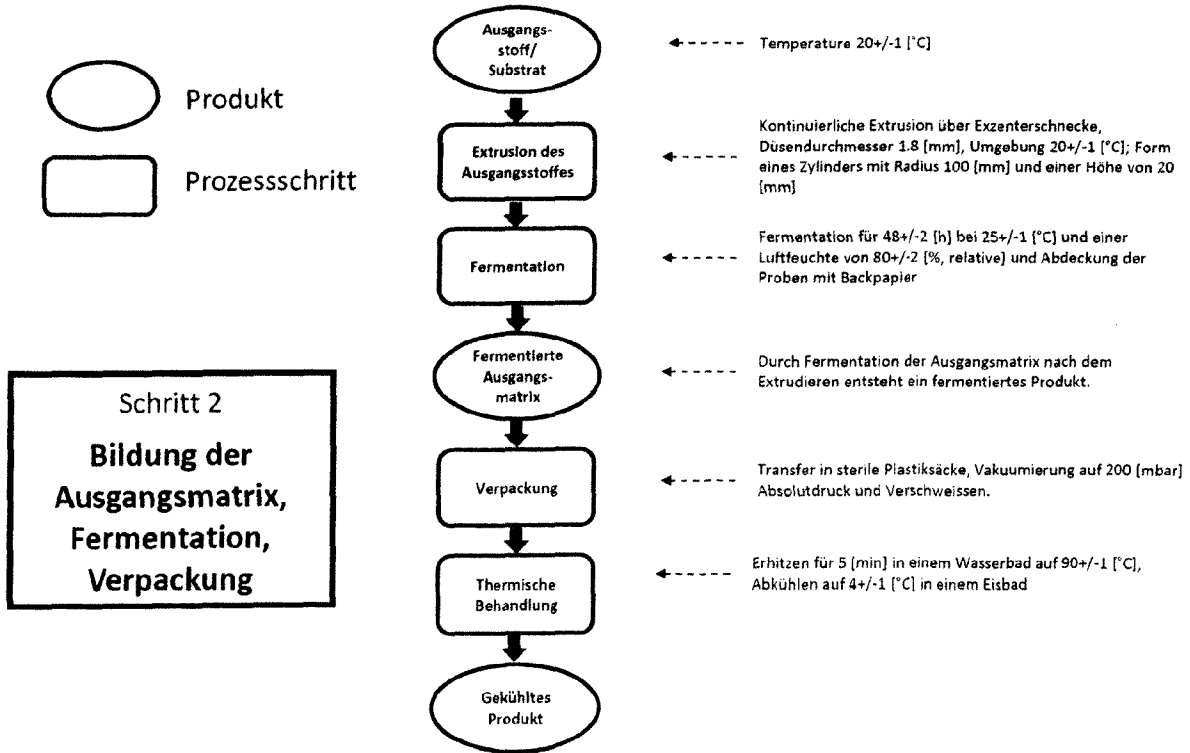 Produkt
Prozessschritt
Schritt 2
Bildung der
Ausgangsmatrix,
Fermentation,
Verpackung
Ausgangs-
stoff/
Substrat
Temperature 20+/-1 [°C]
Extrusion des
Ausgangsstoffes
Kontinuierliche Extrusion über Exzenterschnecke,
Düsendurchmesser 1.8 [mm], Umgebung 20+/-1 [°C]; Form
eines Zylinders mit Radius 100 [mm] und einer Höhe von 20
[mm]
Fermentation
Fermentation für 48+/-2 [h] bei 25+/-1 [°C] und einer
Luftfeuchte von 80+/-2 [%, relative] und Abdeckung der
Proben mit Backpapier
Fermentierte
Ausgangs-
matrix
Durch Fermentation der Ausgangsmatrix nach dem
Extrudieren entsteht ein fermentiertes Produkt.
Verpackung
Transfer in sterile Plastiksäcke, Vakuumierung auf 200 [mbar]
Absolutdruck und Verschweissen.
Thermische
Behandlung
Erhitzen für 5 [min] in einem Wasserbad auf 90+/-1 [°C],
Abkühlen auf 4+/-1 [°C] in einem Eisbad
Gekühltes
Produkt